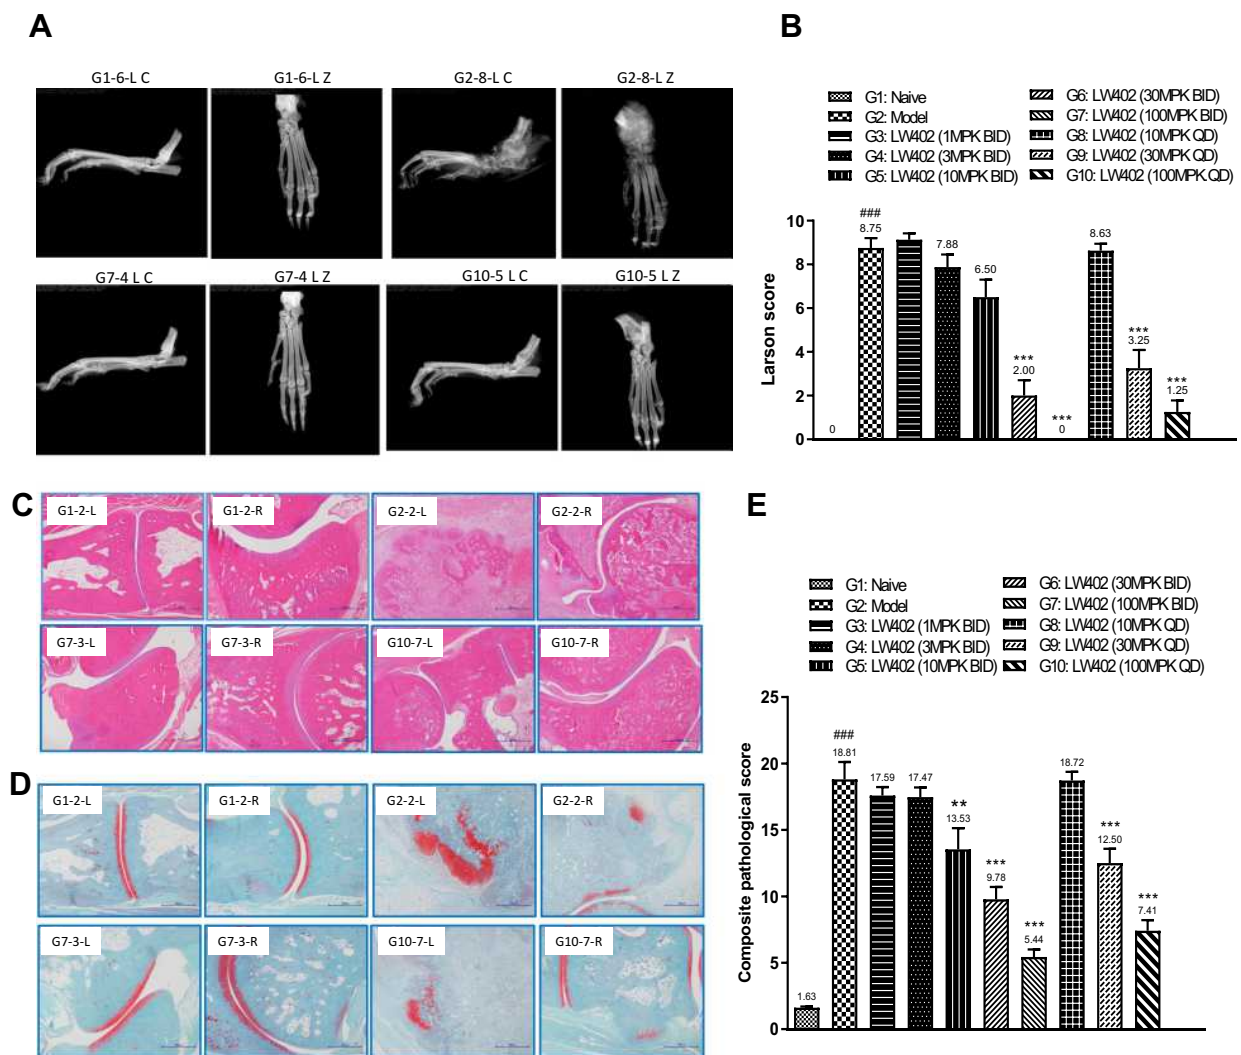 A
G1-6-L C
G1-6-L Z
G2-8-L C
G2-8-L Z
G7-4 L C
G7-4 L Z
G10-5 L C
G10-5 L Z
B
G1: Naive
G2: Model
G3: LW402 (1MPK BID)
G4: LW402 (3MPK BID)
G5: LW402 (10MPK BID)
G6: LW402 (30MPK BID)
G7: LW402 (100MPK BID)
G8: LW402 (10MPK QD)
G9: LW402 (30MPK QD)
G10: LW402 (100MPK QD)
Larson score
10
8
6
4
2
0
0
###
8.75
7.88
6.50
***
2.00
***
0
8.63
***
3.25
***
1.25
C
G1-2-L
G1-2-R
G2-2-L
G2-2-R
G7-3-L
G7-3-R
G10-7-L
G10-7-R
D
G1-2-L
G1-2-R
G2-2-L
G2-2-R
G7-3-L
G7-3-R
G10-7-L
G10-7-R
E
G1: Naive
G2: Model
G3: LW402 (1MPK BID)
G4: LW402 (3MPK BID)
G5: LW402 (10MPK BID)
G6: LW402 (30MPK BID)
G7: LW402 (100MPK BID)
G8: LW402 (10MPK QD)
G9: LW402 (30MPK QD)
G10: LW402 (100MPK QD)
Composite pathological score
25
20
15
10
5
0
1.63
###
18.81
17.59
17.47
**
13.53
***
9.78
***
5.44
18.72
***
12.50
***
7.41